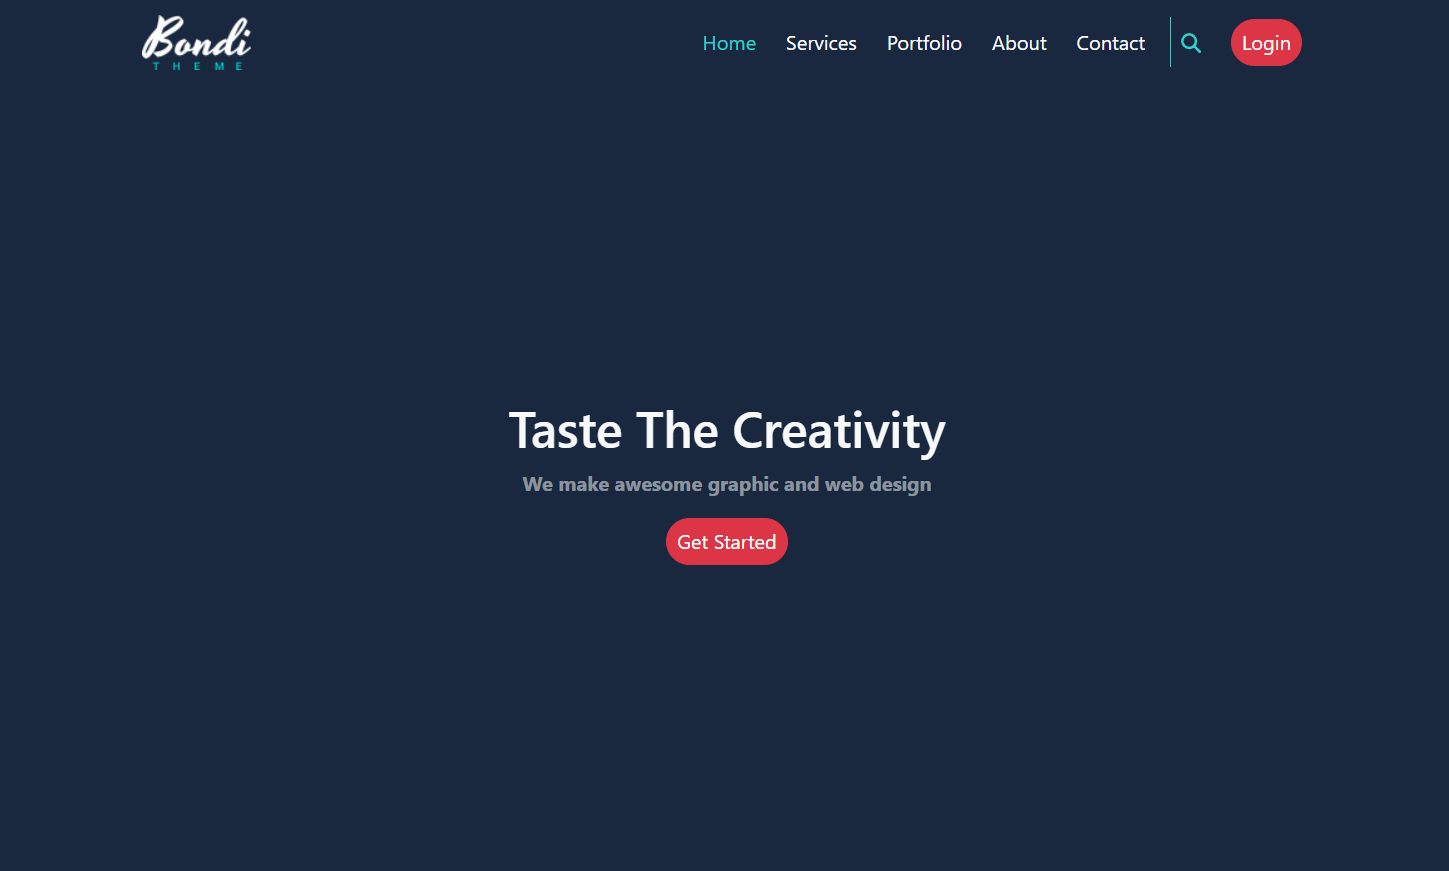 Bondi
THEME
Home Services Portfolio About Contact Login
Taste The Creativity
We make awesome graphic and web design
Get Started